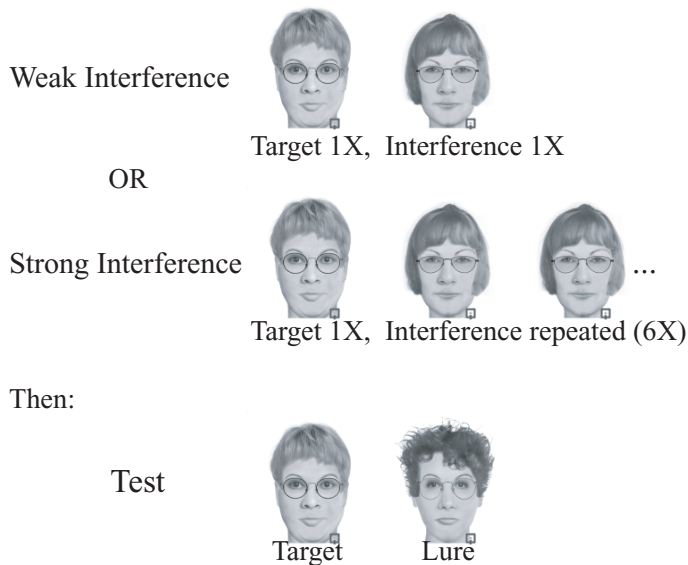 Weak Interference
Target 1X, Interference 1X
OR
Strong Interference
...
Target 1X, Interference repeated (6X)
Then:
Test
Target
Lure